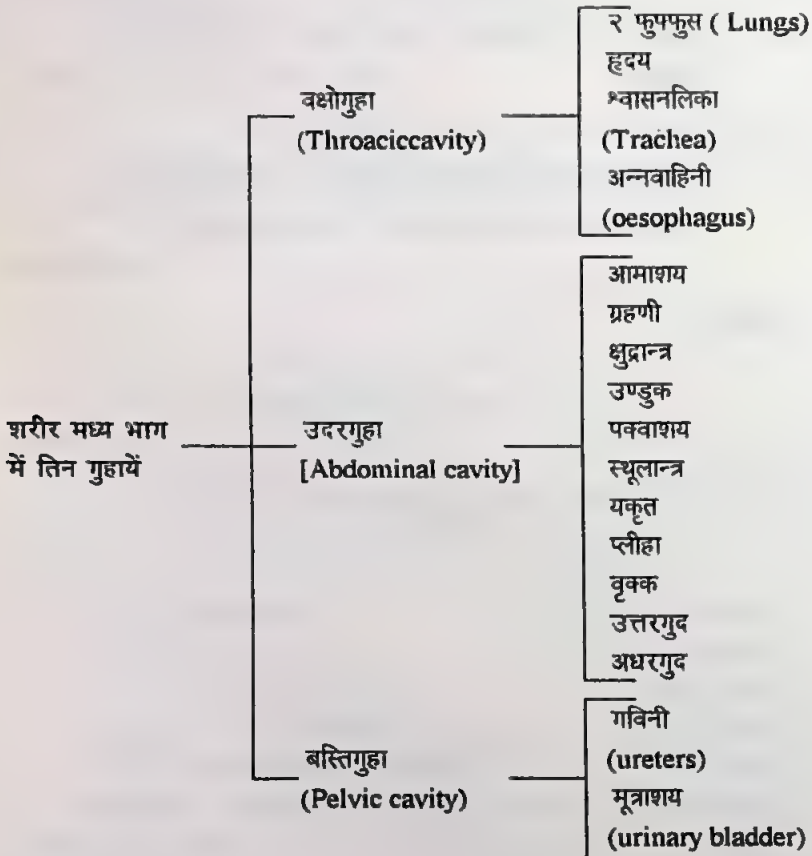 शरीर मध्य भाग
में तिन गुहायें
वक्षोगुहा
(Throaciccavity)
२ फुफ्फुस ( Lungs)
हृदय
श्वासनलिका
(Trachea)
अन्नवाहिनी
(oesophagus)
उदरगुहा
[Abdominal cavity]
आमाशय
ग्रहणी
क्षुद्रान्त्र
उण्डुक
पक्वाशय
स्थूलान्त्र
यकृत
प्लीहा
वृक्क
उत्तरगुद
अधरगुद
बस्तिगुहा
(Pelvic cavity)
गविनी
(ureters)
मूत्राशय
(urinary bladder)